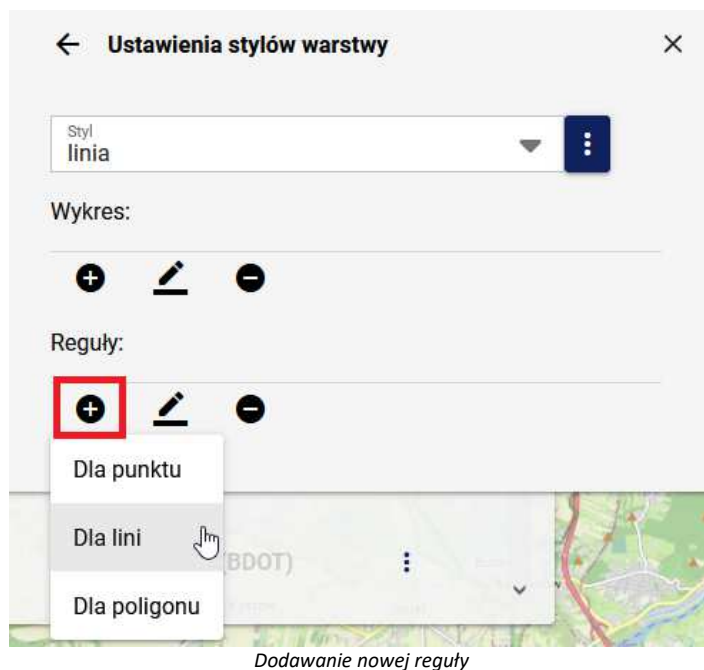 Ustawienia stylów warstwy
Styl
linia
Wykres:
Reguły:
Dla punktu
Dla lini
(BDOT)
Dla poligonu
Dodawanie nowej reguły